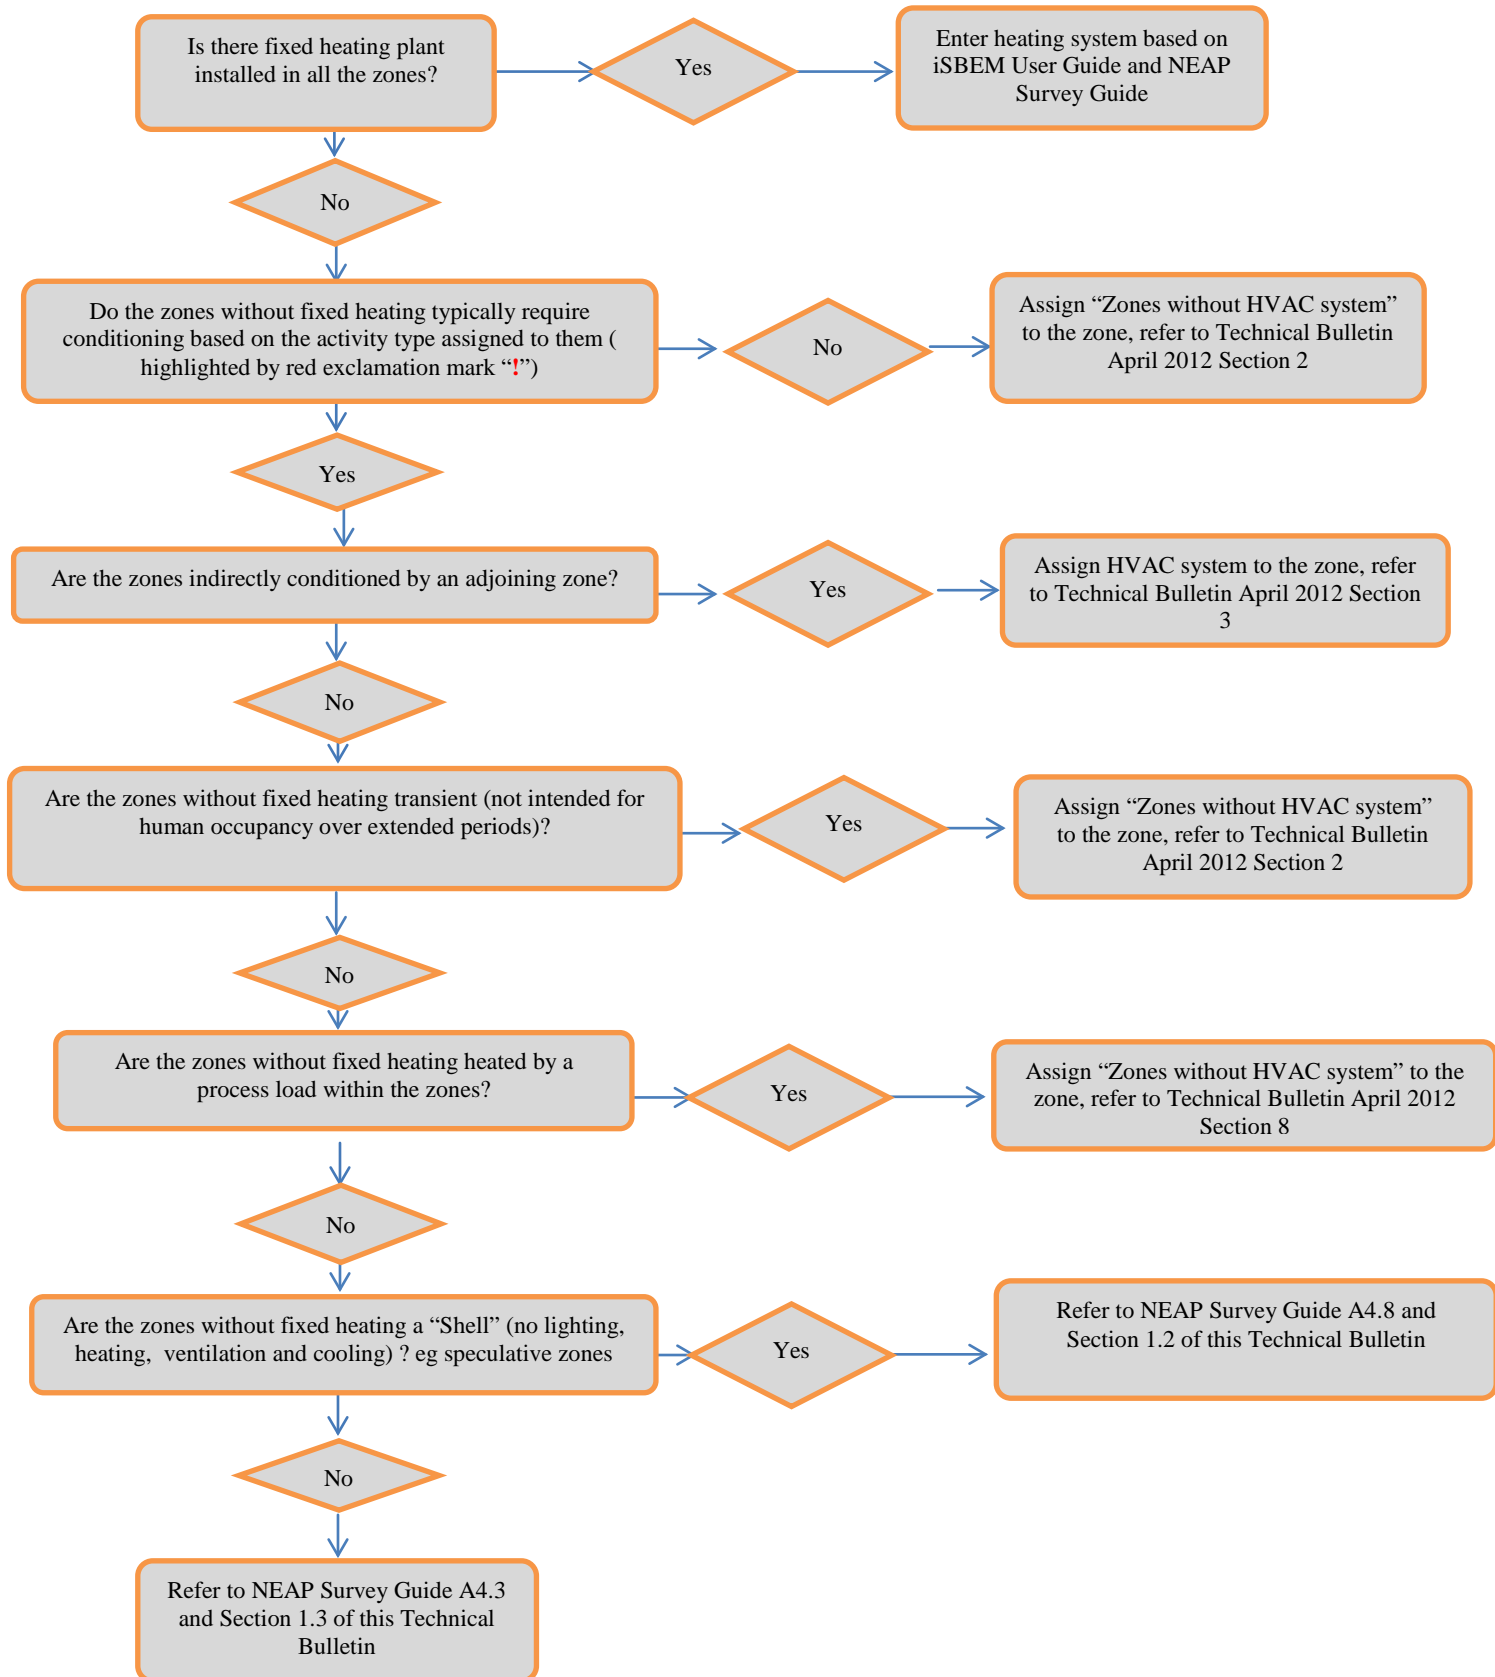 Is there fixed heating plant
installed in all the zones?
Yes
Enter heating system based on
iSBEM User Guide and NEAP
Survey Guide
No
Do the zones without fixed heating typically require
conditioning based on the activity type assigned to them (
highlighted by red exclamation mark “!”)
No
Assign “Zones without HVAC system”
to the zone, refer to Technical Bulletin
April 2012 Section 2
Yes
Are the zones indirectly conditioned by an adjoining zone?
Yes
Assign HVAC system to the zone, refer
to Technical Bulletin April 2012 Section
3
No
Are the zones without fixed heating transient (not intended for
human occupancy over extended periods)?
Yes
Assign “Zones without HVAC system”
to the zone, refer to Technical Bulletin
April 2012 Section 2
No
Are the zones without fixed heating heated by a
process load within the zones?
Yes
Assign “Zones without HVAC system” to the
zone, refer to Technical Bulletin April 2012
Section 8
No
Are the zones without fixed heating a “Shell” (no lighting,
heating, ventilation and cooling) ? eg speculative zones
Yes
Refer to NEAP Survey Guide A4.8 and
Section 1.2 of this Technical Bulletin
No
Refer to NEAP Survey Guide A4.3
and Section 1.3 of this Technical
Bulletin